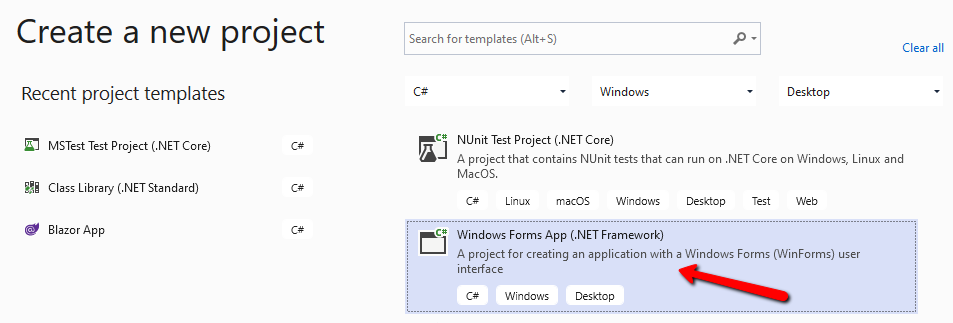 Create a new project
Search for templates (Alt+S)
Clear all
Recent project templates
C#
Windows
Desktop
MSTest Test Project (.NET Core)
C#
Class Library (.NET Standard)
C#
Blazor App
C#
C#
NUnit Test Project (.NET Core)
A project that contains NUnit tests that can run on .NET Core on Windows, Linux and
MacOS.
C# Linux macOS Windows Desktop Test Web
C#
Windows Forms App (.NET Framework)
A project for creating an application with a Windows Forms (WinForms) user
interface
C# Windows Desktop